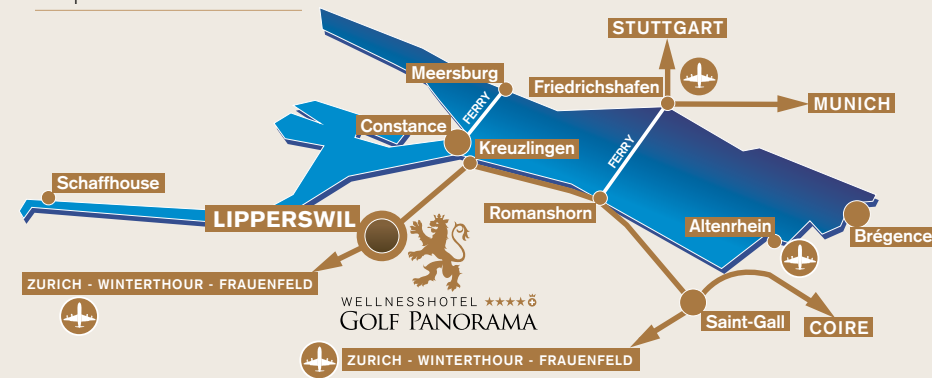 STUTTGART
Meersburg
Friedrichshafen
MUNICH
FERRY
Constance
FERRY
Kreuzlingen
Schaffhouse
LIPPERSWIL
Romanshorn
Altenrhein
Brégence
ZURICH - WINTERTHOUR - FRAUENFELD
WELLNESSHOTEL ★★★★
GOLF PANORAMA
Saint-Gall
COIRE
ZURICH - WINTERTHOUR - FRAUENFELD